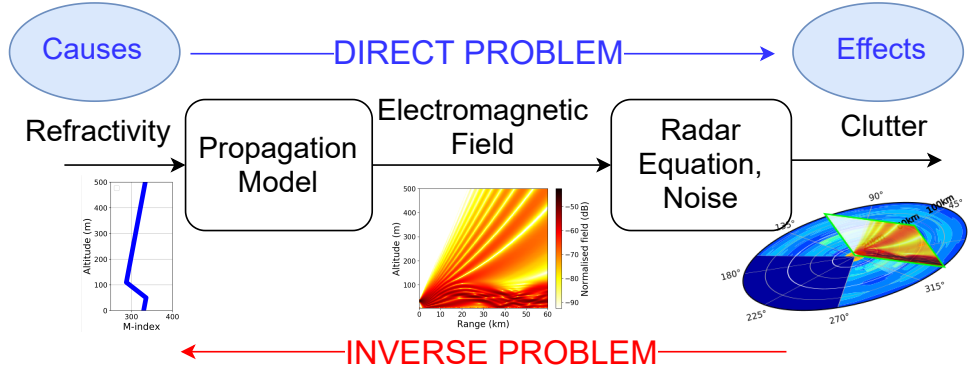 Causes
DIRECT PROBLEM
Effects
Refractivity
Propagation
Model
Electromagnetic
Field
Radar
Equation,
Noise
Clutter
500
400
300
200
100
0
Altitude (m)
300 400
M-index
500
400
300
200
100
Altitude (m)
0 10 20 30 40 50 60
Range (km)
−50
−60
−70
−80
−90
Normalised field (dB)
90°
45°
100km
135°
180°
225°
270°
315°
INVERSE PROBLEM